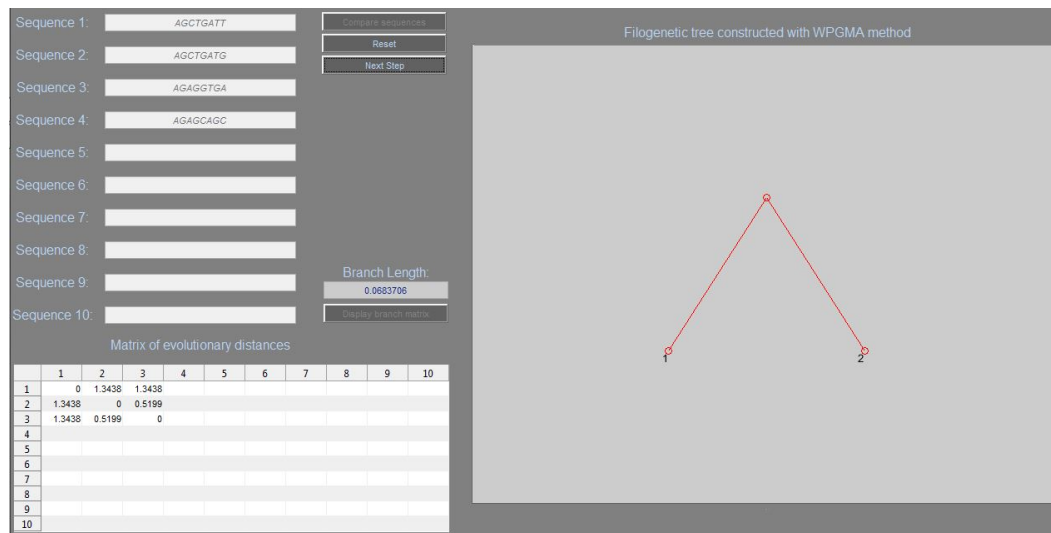 Sequence 1: AGCTGATT
Sequence 2: AGCTGATG
Sequence 3: AGAGGTGA
Sequence 4: AGAGCAGC
Sequence 5:
Sequence 6:
Sequence 7:
Sequence 8:
Sequence 9:
Sequence 10:
Compare sequences
Reset
Next Step
Branch Length:
0.0683706
Display branch matrix
Matrix of evolutionary distances
1 2 3 4 5 6 7 8 9 10
1 0 1.3438 1.3438
2 1.3438 0 0.5199
3 1.3438 0.5199 0
4
5
6
7
8
9
10
Filogenetic tree constructed with WPGMA method
1 2